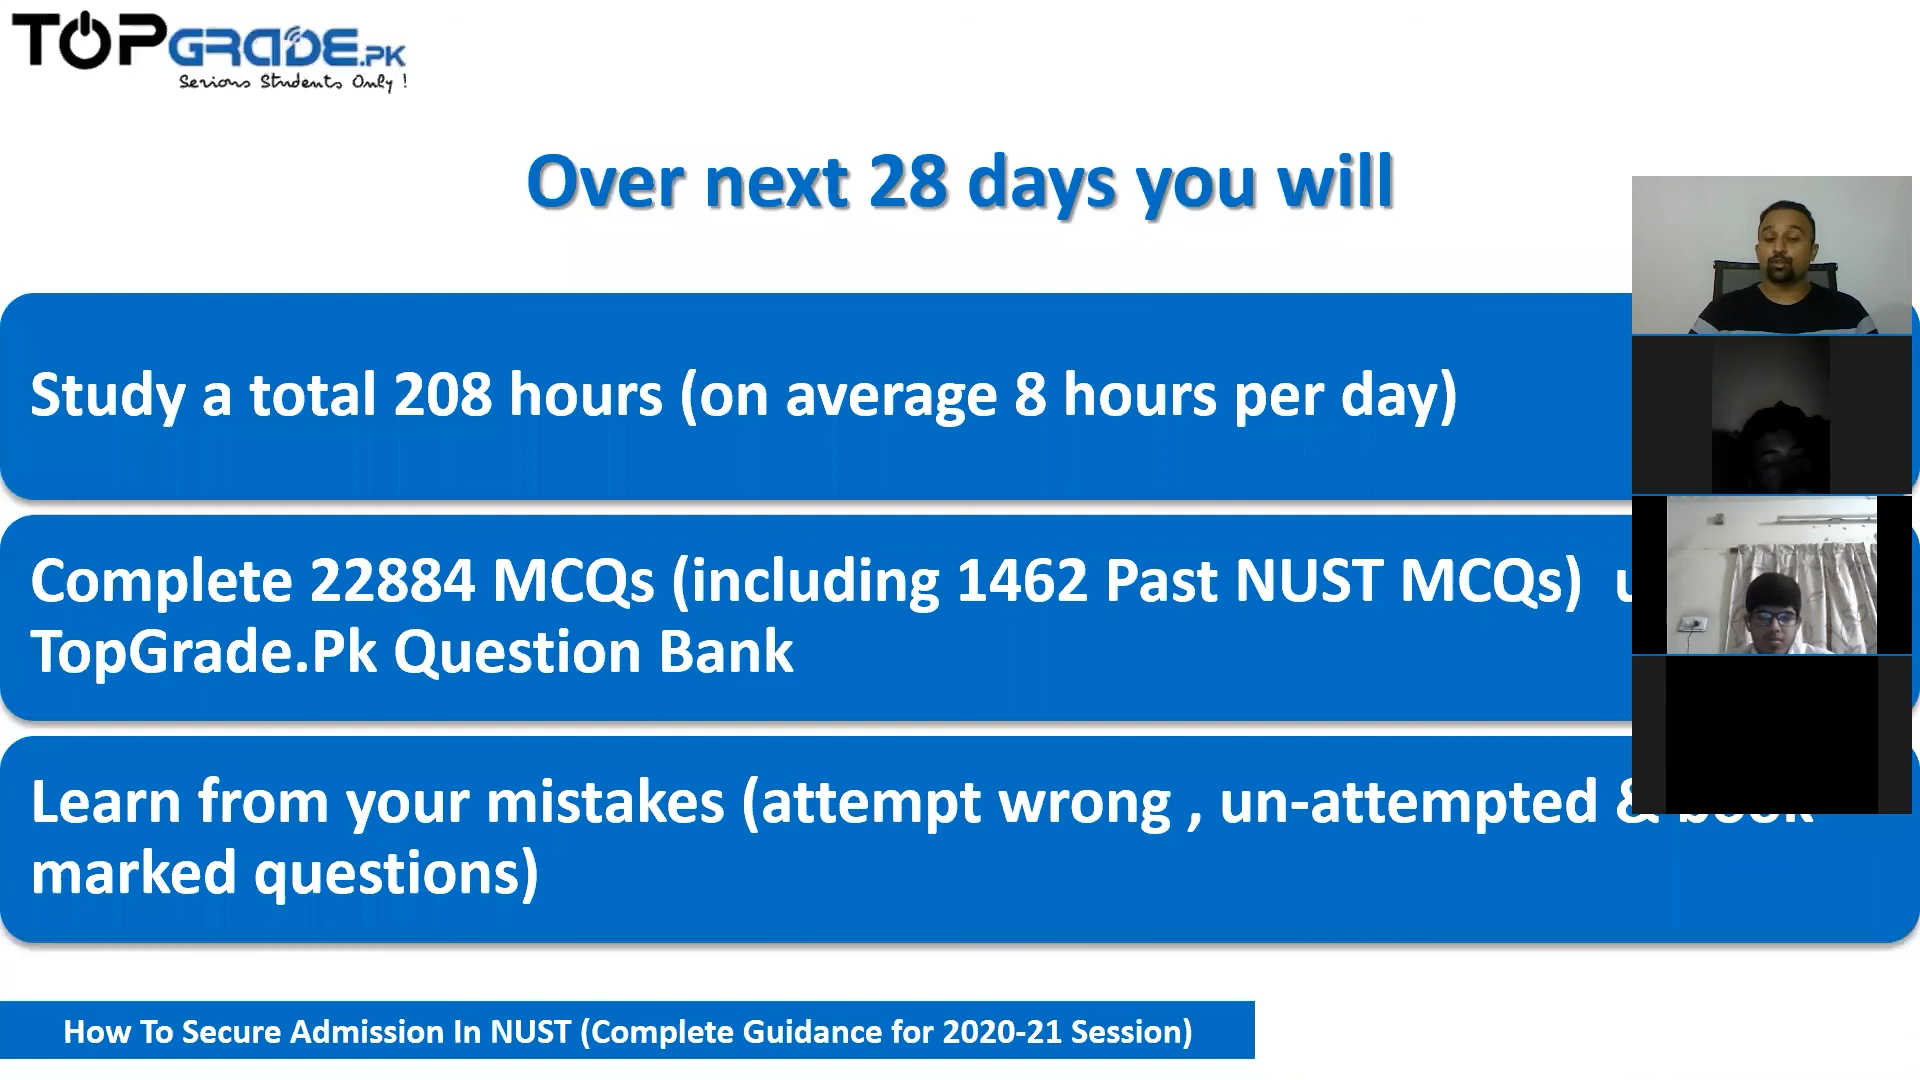 TOPGRADE.PK
Serious Students Only !
Over next 28 days you will
Study a total 208 hours (on average 8 hours per day)
Complete 22884 MCQs (including 1462 Past NUST MCQs)
TopGrade.Pk Question Bank
Learn from your mistakes (attempt wrong , un-attempted & book
marked questions)
How To Secure Admission In NUST (Complete Guidance for 2020-21 Session)